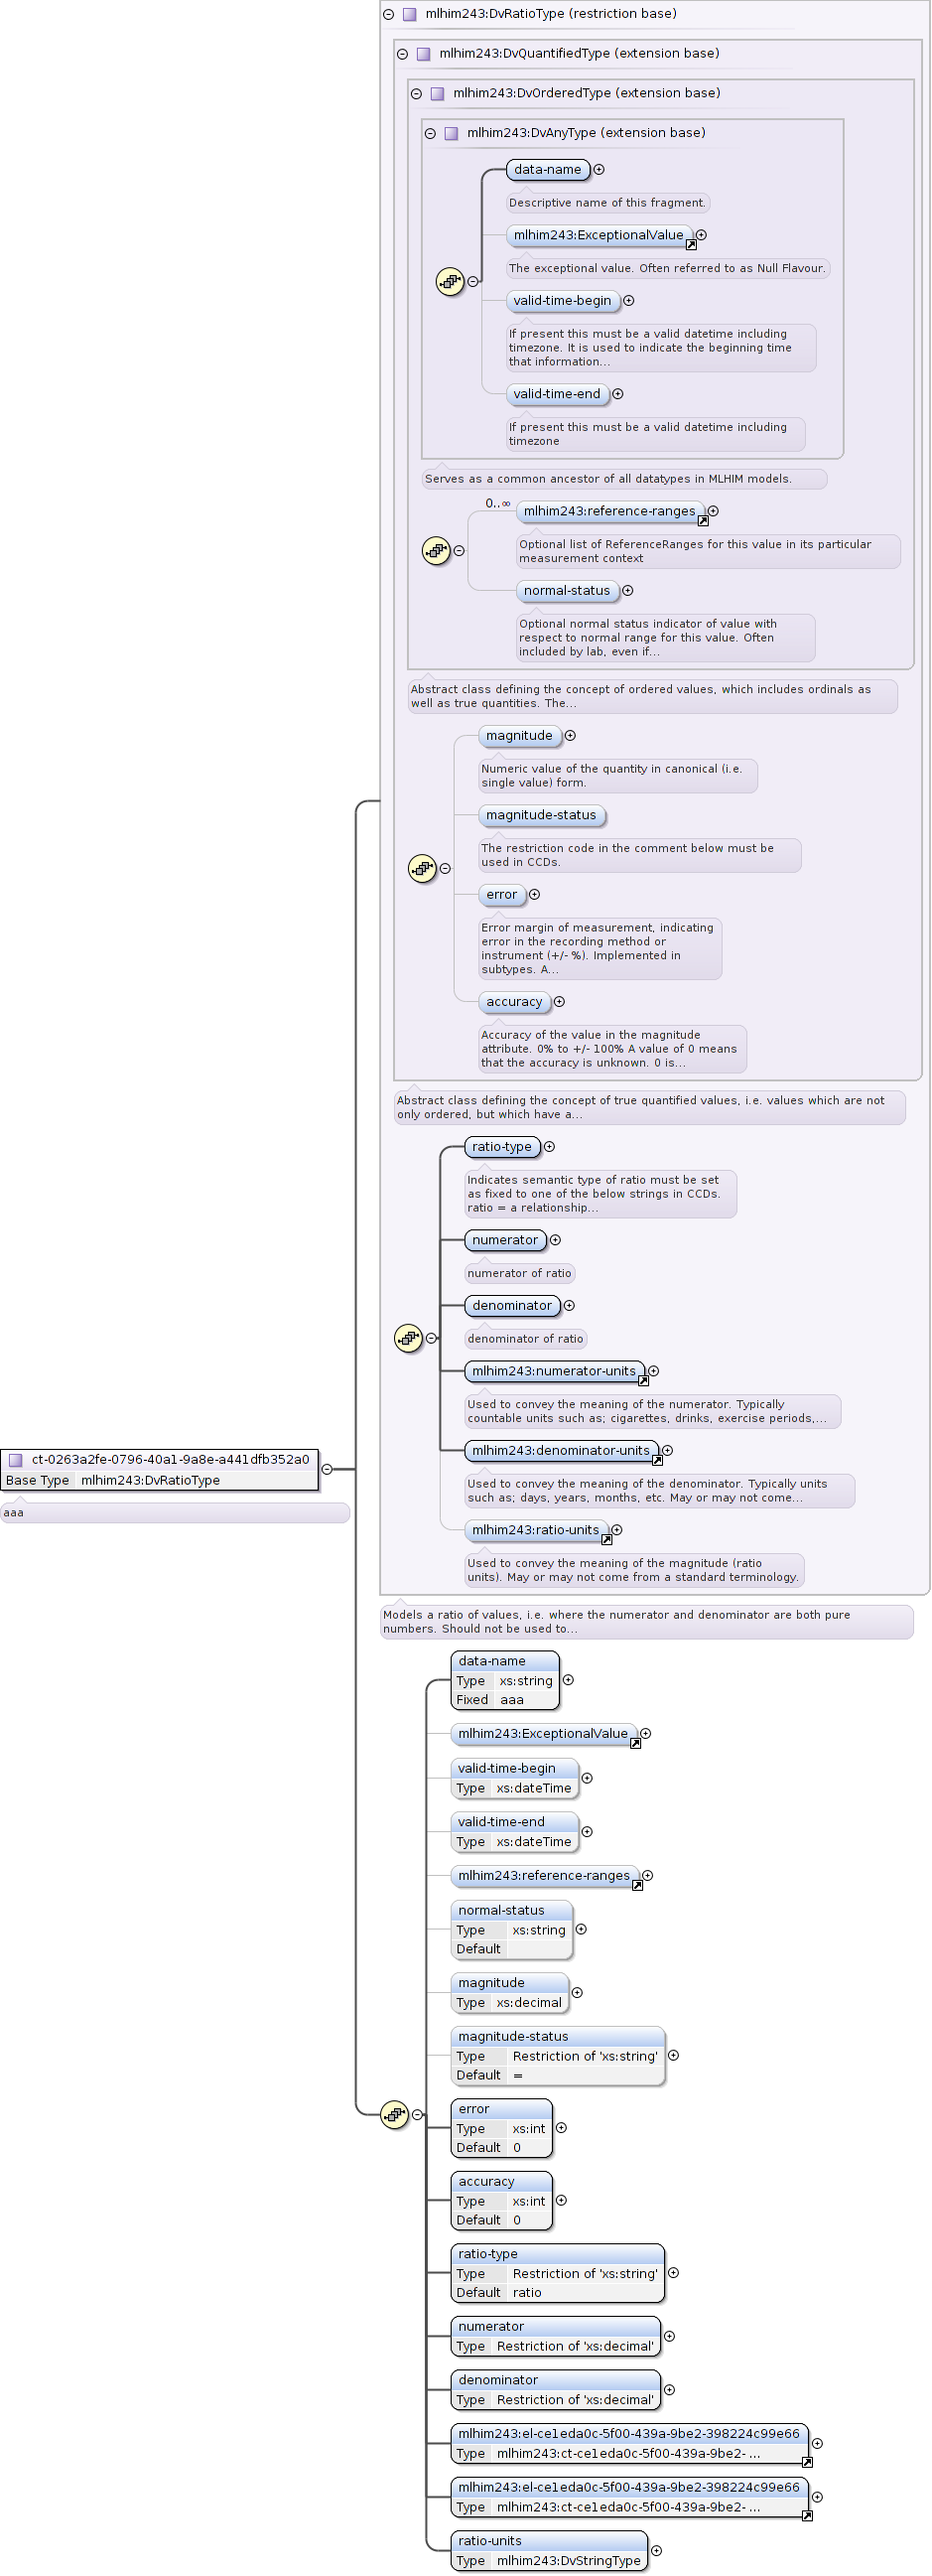 mlhim243:DvRatioType (restriction base)
mlhim243:DvQuantifiedType (extension base)
mlhim243:DvOrderedType (extension base)
mlhim243:DvAnyType (extension base)
data-name
Descriptive name of this fragment.
mlhim243:ExceptionalValue
The exceptional value. Often referred to as Null Flavour.
valid-time-begin
If present this must be a valid datetime including
timezone. It is used to indicate the beginning time
that information...
valid-time-end
If present this must be a valid datetime including
timezone
Serves as a common ancestor of all datatypes in MLHIM models.
0..∞
mlhim243:reference-ranges
Optional list of ReferenceRanges for this value in its particular
measurement context
normal-status
Optional normal status indicator of value with
respect to normal range for this value. Often
included by lab, even if...
Abstract class defining the concept of ordered values, which includes ordinals as
well as true quantities. The...
magnitude
Numeric value of the quantity in canonical (i.e.
single value) form.
magnitude-status
The restriction code in the comment below must be
used in CCDs.
error
Error margin of measurement, indicating
error in the recording method or
instrument (+/- %). Implemented in
subtypes. A...
accuracy
Accuracy of the value in the magnitude
attribute. 0% to +/- 100% A value of 0 means
that the accuracy is unknown. 0 is...
Abstract class defining the concept of true quantified values, i.e. values which are not
only ordered, but which have a...
ratio-type
Indicates semantic type of ratio must be set
as fixed to one of the below strings in CCDs.
ratio = a relationship...
numerator
numerator of ratio
denominator
denominator of ratio
mlhim243:numerator-units
Used to convey the meaning of the numerator. Typically
countable units such as; cigarettes, drinks, exercise periods,...
mlhim243:denominator-units
Used to convey the meaning of the denominator. Typically units
such as; days, years, months, etc. May or may not come...
mlhim243:ratio-units
Used to convey the meaning of the magnitude (ratio
units). May or may not come from a standard terminology.
ct-0263a2fe-0796-40a1-9a8e-a441dfb352a0
Base Type mlhim243:DvRatioType
aaa
Models a ratio of values, i.e. where the numerator and denominator are both pure
numbers. Should not be used to...
data-name
Type xs:string
Fixed aaa
mlhim243:ExceptionalValue
valid-time-begin
Type xs:dateTime
valid-time-end
Type xs:dateTime
mlhim243:reference-ranges
normal-status
Type xs:string
Default
magnitude
Type xs:decimal
magnitude-status
Type Restriction of 'xs:string'
Default =
error
Type xs:int
Default 0
accuracy
Type xs:int
Default 0
ratio-type
Type Restriction of 'xs:string'
Default ratio
numerator
Type Restriction of 'xs:decimal'
denominator
Type Restriction of 'xs:decimal'
mlhim243:el-ce1eda0c-5f00-439a-9be2-398224c99e66
Type mlhim243:ct-ce1eda0c-5f00-439a-9be2- ...
mlhim243:el-ce1eda0c-5f00-439a-9be2-398224c99e66
Type mlhim243:ct-ce1eda0c-5f00-439a-9be2- ...
ratio-units
Type mlhim243:DvStringType